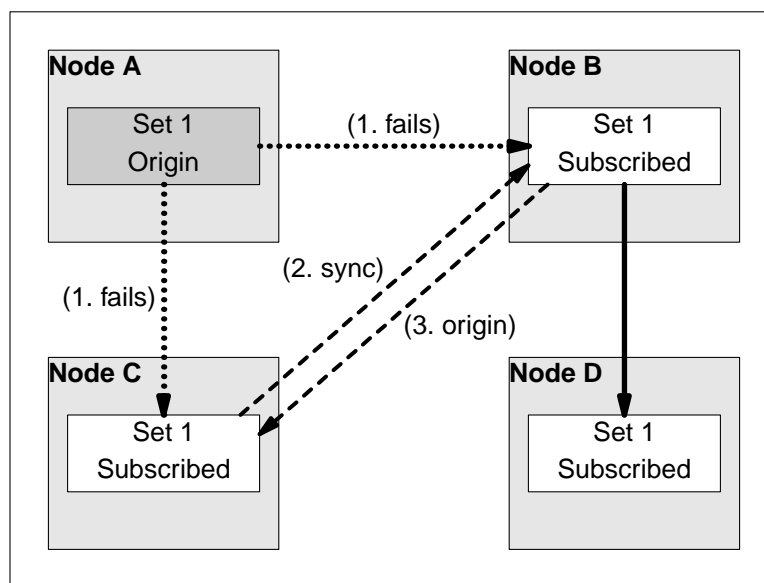 Node A
Set 1
Origin
(1. fails)
Node B
Set 1
Subscribed
(2. sync)
(1. fails)
(3. origin)
Node C
Set 1
Subscribed
Node D
Set 1
Subscribed